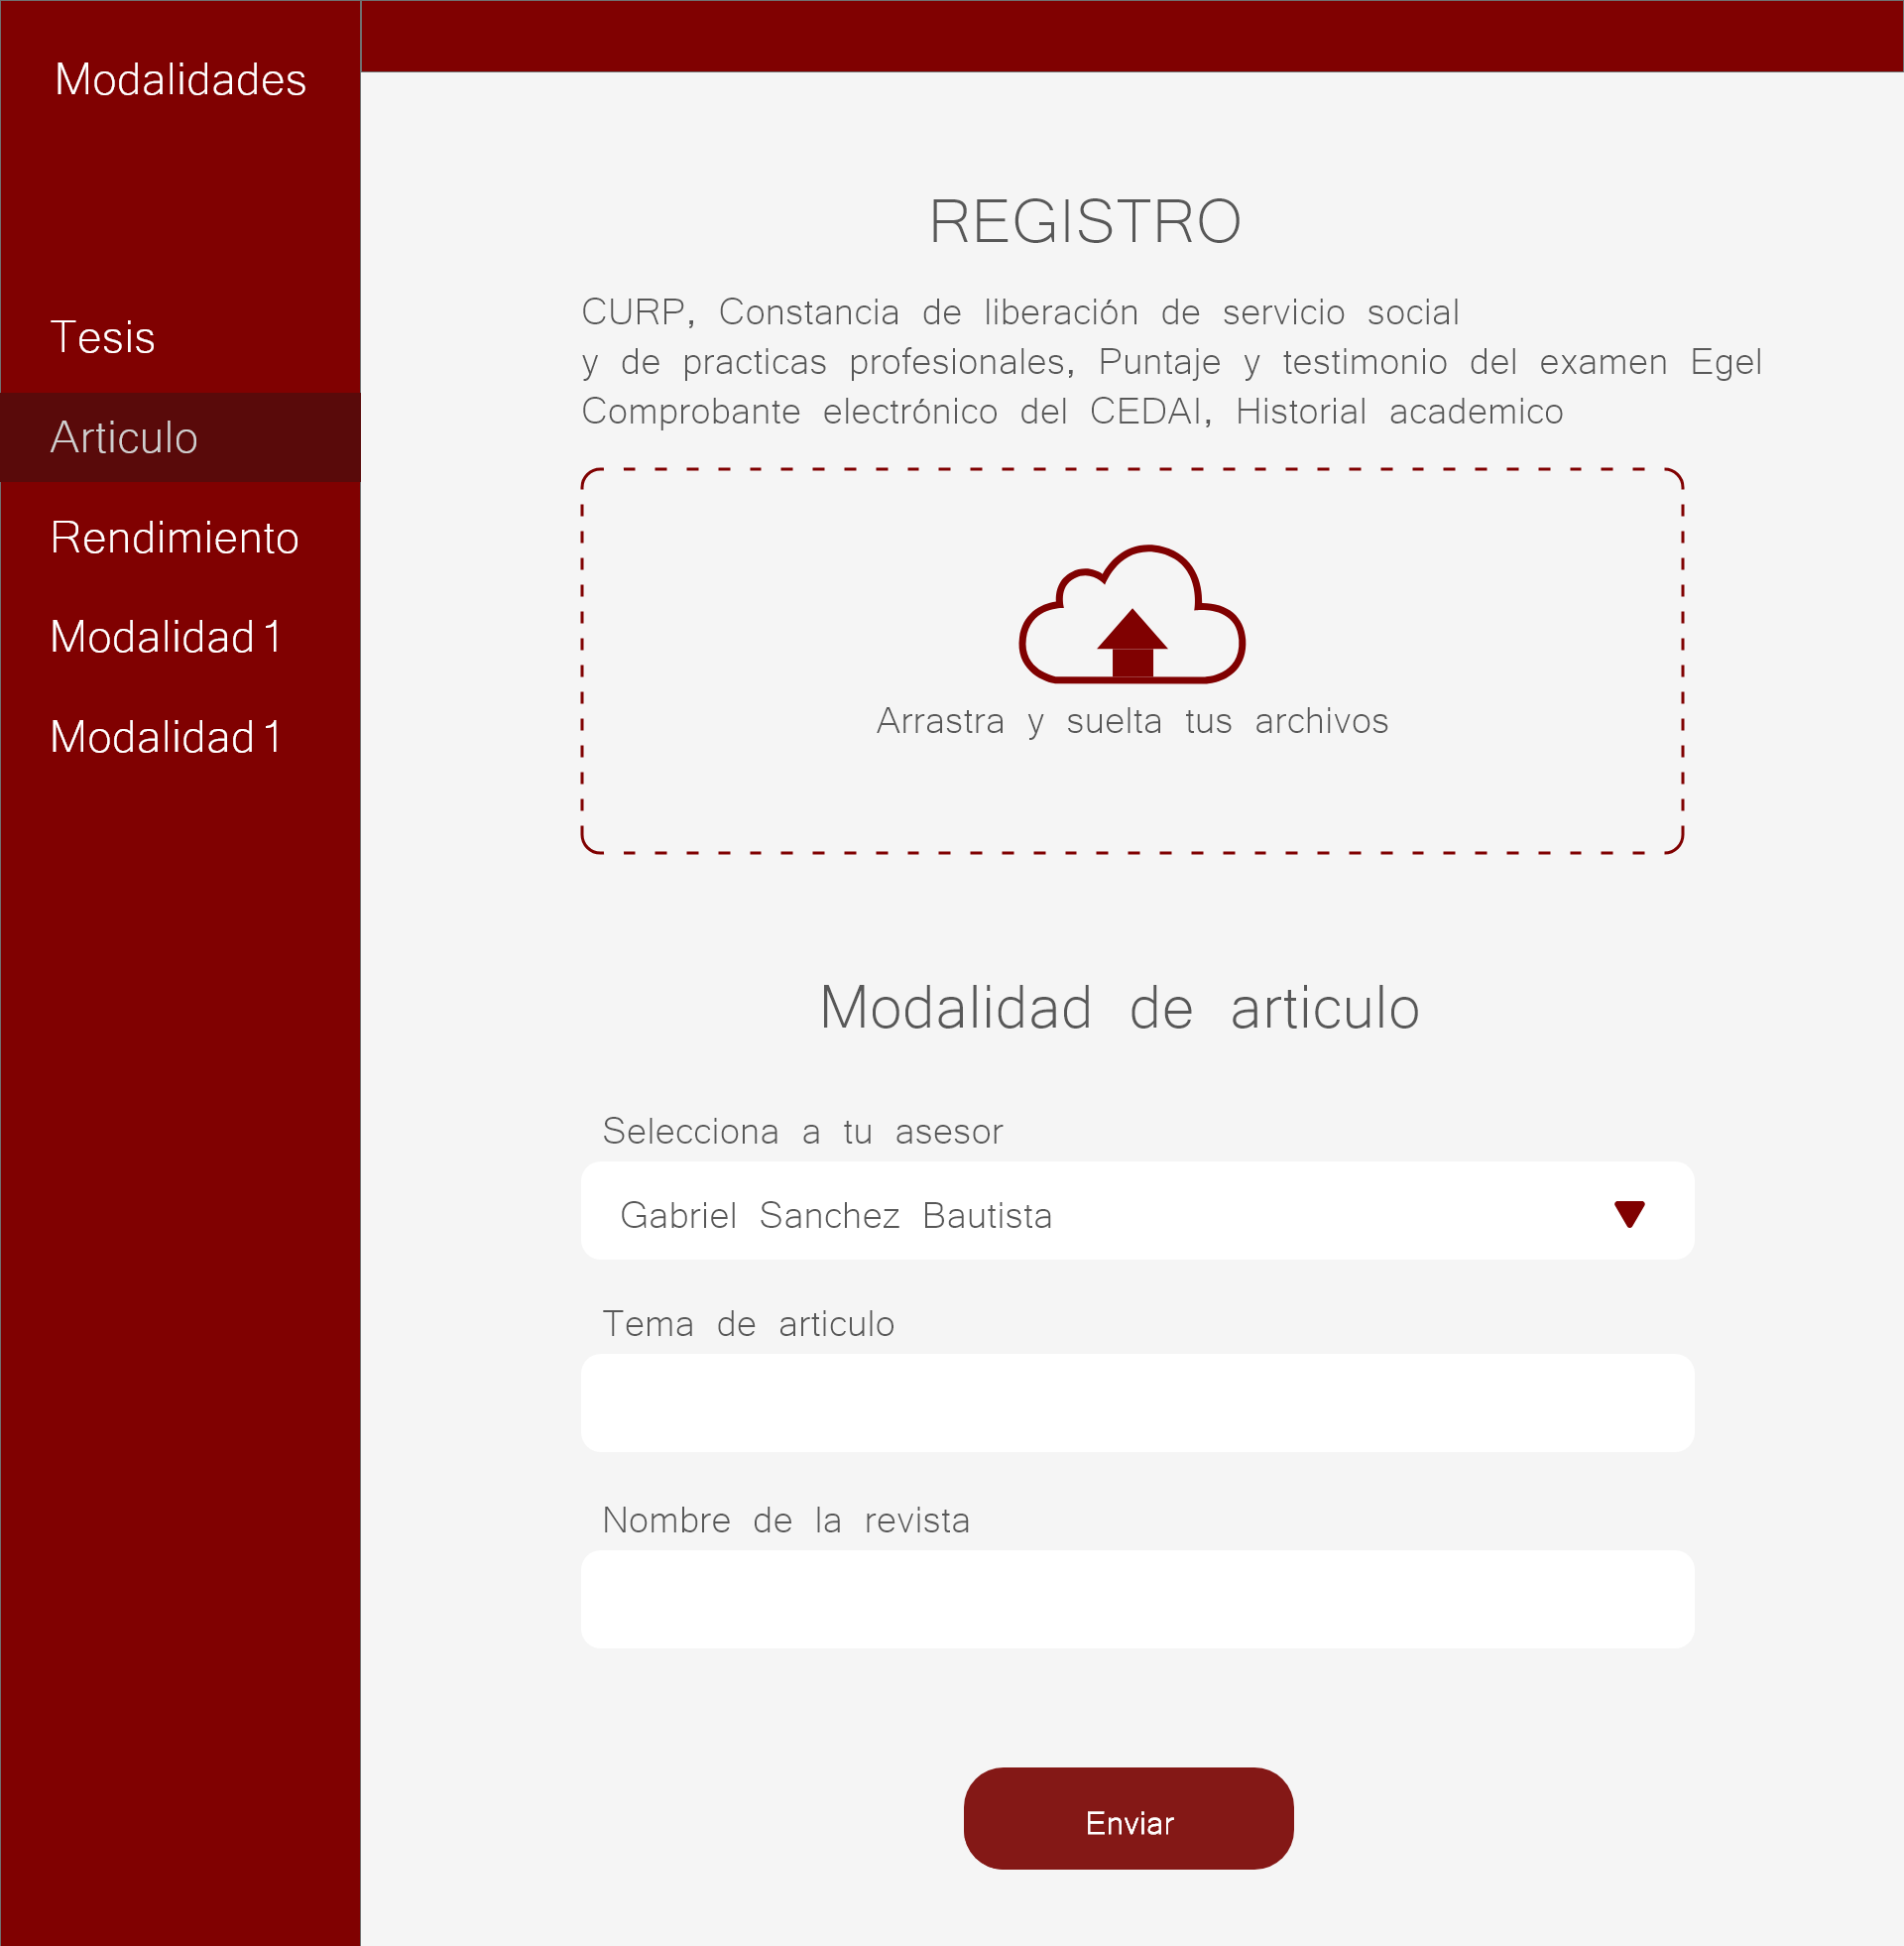 Modalidades
Tesis
Articulo
Rendimiento
Modalidad 1
Modalidad 1
REGISTRO
CURP, Constancia de liberación de servicio social
y de practicas profesionales, Puntaje y testimonio del examen Egel
Comprobante electrónico del CEDAI, Historial academico
Arrastra y suelta tus archivos
Modalidad de articulo
Selecciona a tu asesor
Gabriel Sanchez Bautista
Tema de articulo
Nombre de la revista
Enviar